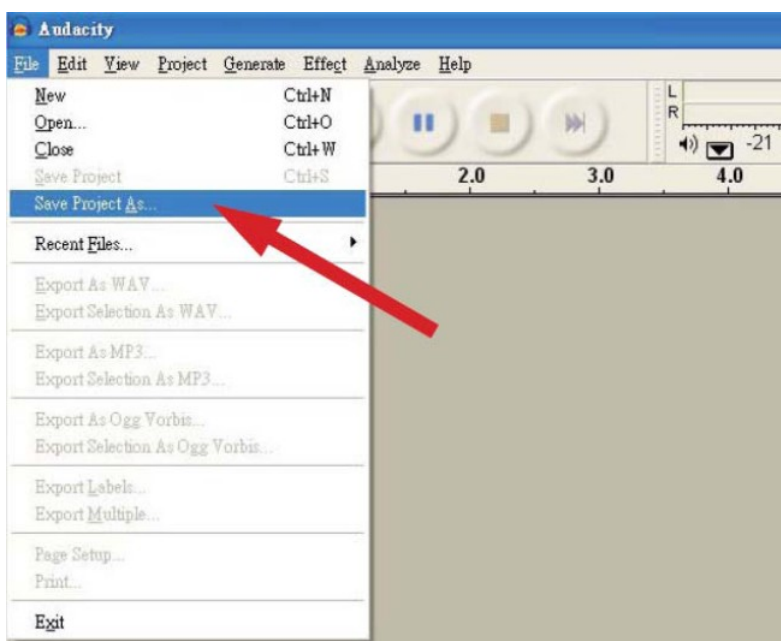 Audacity
File Edit View Project Generate Effect Analyze Help
New Ctrl+N
Open... Ctrl+O
Close Ctrl+W
Save Project Ctrl+S
Save Project As...
Recent Files...
Export As WAV...
Export Selection As WAV...
Export As MP3...
Export Selection As MP3...
Export As Ogg Vorbis...
Export Selection As Ogg Vorbis...
Export Labels...
Export Multiple...
Page Setup...
Print...
Exit
L
R
-21
2.0 3.0 4.0